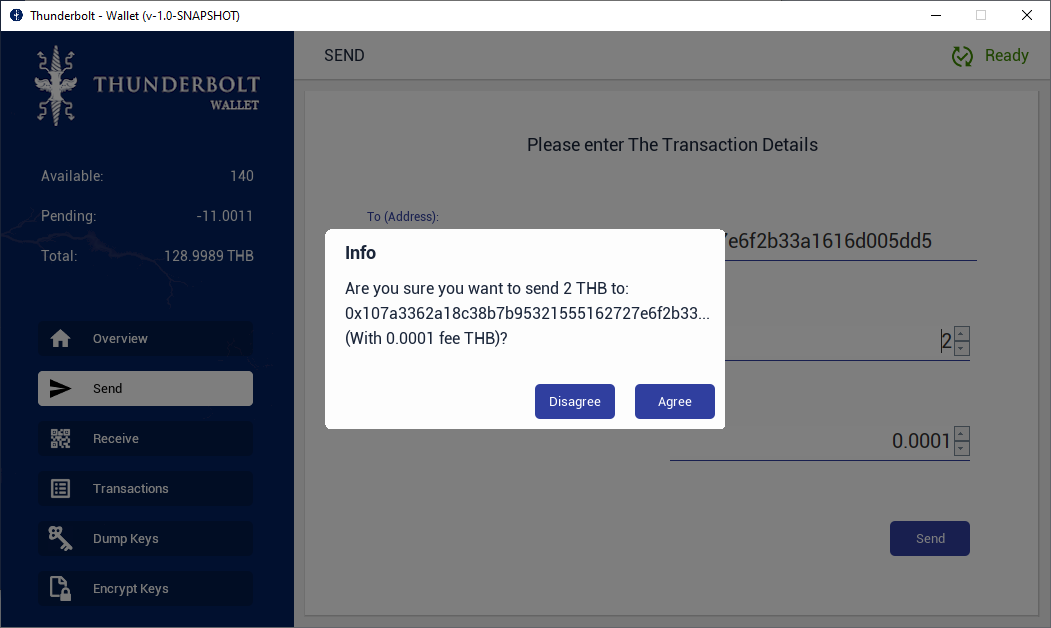 Thunderbolt - Wallet (v-1.0-SNAPSHOT)
THUNDERBOLT
WALLET
SEND
Ready
Available: 140
Pending: -11.0011
Total: 128.9989 THB
Overview
Send
Receive
Transactions
Dump Keys
Encrypt Keys
Please enter The Transaction Details
To (Address):
e6f2b33a1616d005dd5
2
0.0001
Send
Info
Are you sure you want to send 2 THB to:
0x107a3362a18c38b7b95321555162727e6f2b33...
(With 0.0001 fee THB)?
Disagree
Agree